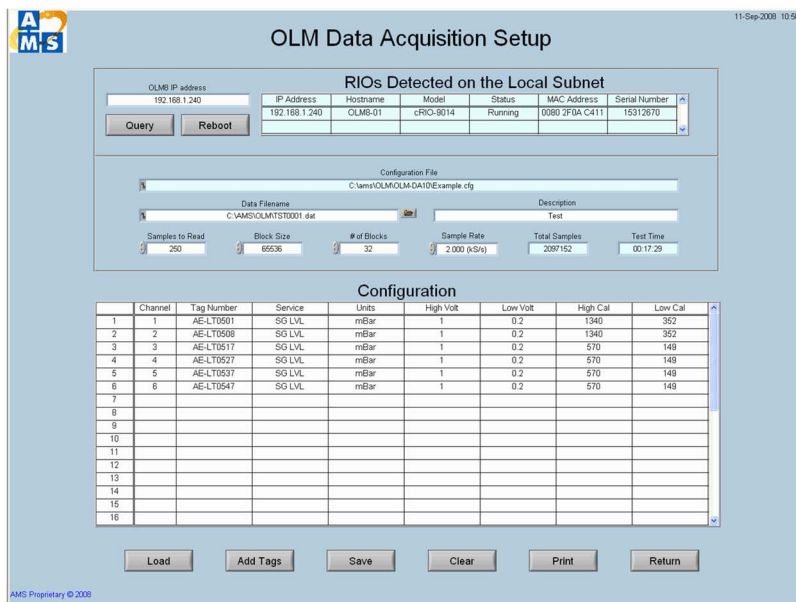 AMS
11-Sep-2008 10:5
OLM Data Acquisition Setup
OLM8 IP address
192.168.1.240
Query Reboot
RIOs Detected on the Local Subnet
IP Address Hostname Model Status MAC Address Serial Number
192.168.1.240 OLM8-01 cRIO-9014 Running 0080 2F0A C411 15312670
Configuration File
C:\ams\OLM\OLM-DA10\Example.cfg
Data Filename Description
C:\AMS\OLM\TST0001.dat Test
Samples to Read Block Size # of Blocks Sample Rate Total Samples Test Time
250 65536 32 2.000 (kS/s) 2097152 00:17:29
Configuration
Channel Tag Number Service Units High Volt Low Volt High Cal Low Cal
1 1 AE-LT0501 SG LVL mBar 1 0.2 1340 352
2 2 AE-LT0508 SG LVL mBar 1 0.2 1340 352
3 3 AE-LT0517 SG LVL mBar 1 0.2 570 149
4 4 AE-LT0527 SG LVL mBar 1 0.2 570 149
5 5 AE-LT0537 SG LVL mBar 1 0.2 570 149
6 6 AE-LT0547 SG LVL mBar 1 0.2 570 149
7
8
9
10
11
12
13
14
15
16
Load Add Tags Save Clear Print Return
AMS Proprietary © 2008